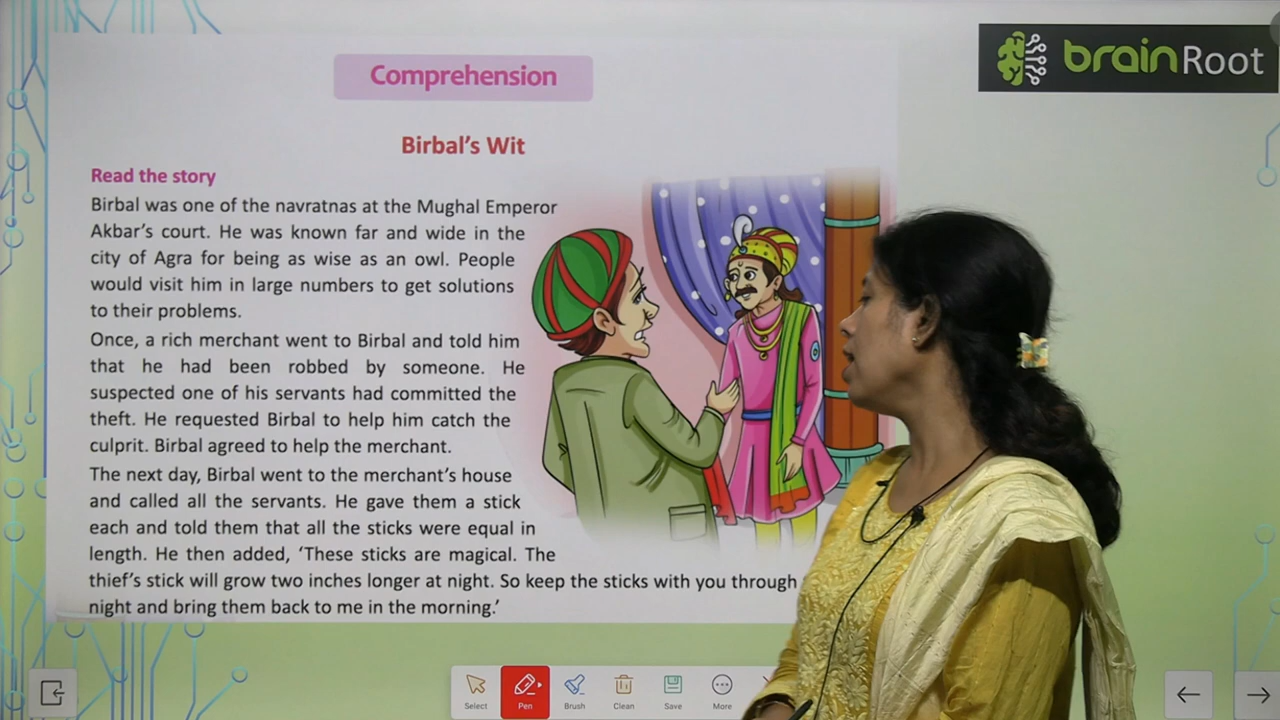 brainRoot
Comprehension
Birbal's Wit
Read the story
Birbal was one of the navratnas at the Mughal Emperor
Akbar's court. He was known far and wide in the
city of Agra for being as wise as an owl. People
would visit him in large numbers to get solutions
to their problems.
Once, a rich merchant went to Birbal and told him
that he had been robbed by someone. He
suspected one of his servants had committed the
theft. He requested Birbal to help him catch the
culprit. Birbal agreed to help the merchant.
The next day, Birbal went to the merchant's house
and called all the servants. He gave them a stick
each and told them that all the sticks were equal in
length. He then added, ‘These sticks are magical. The
thief's stick will grow two inches longer at night. So keep the sticks with you through
night and bring them back to me in the morning.’
Select Pen Brush Clean Save More